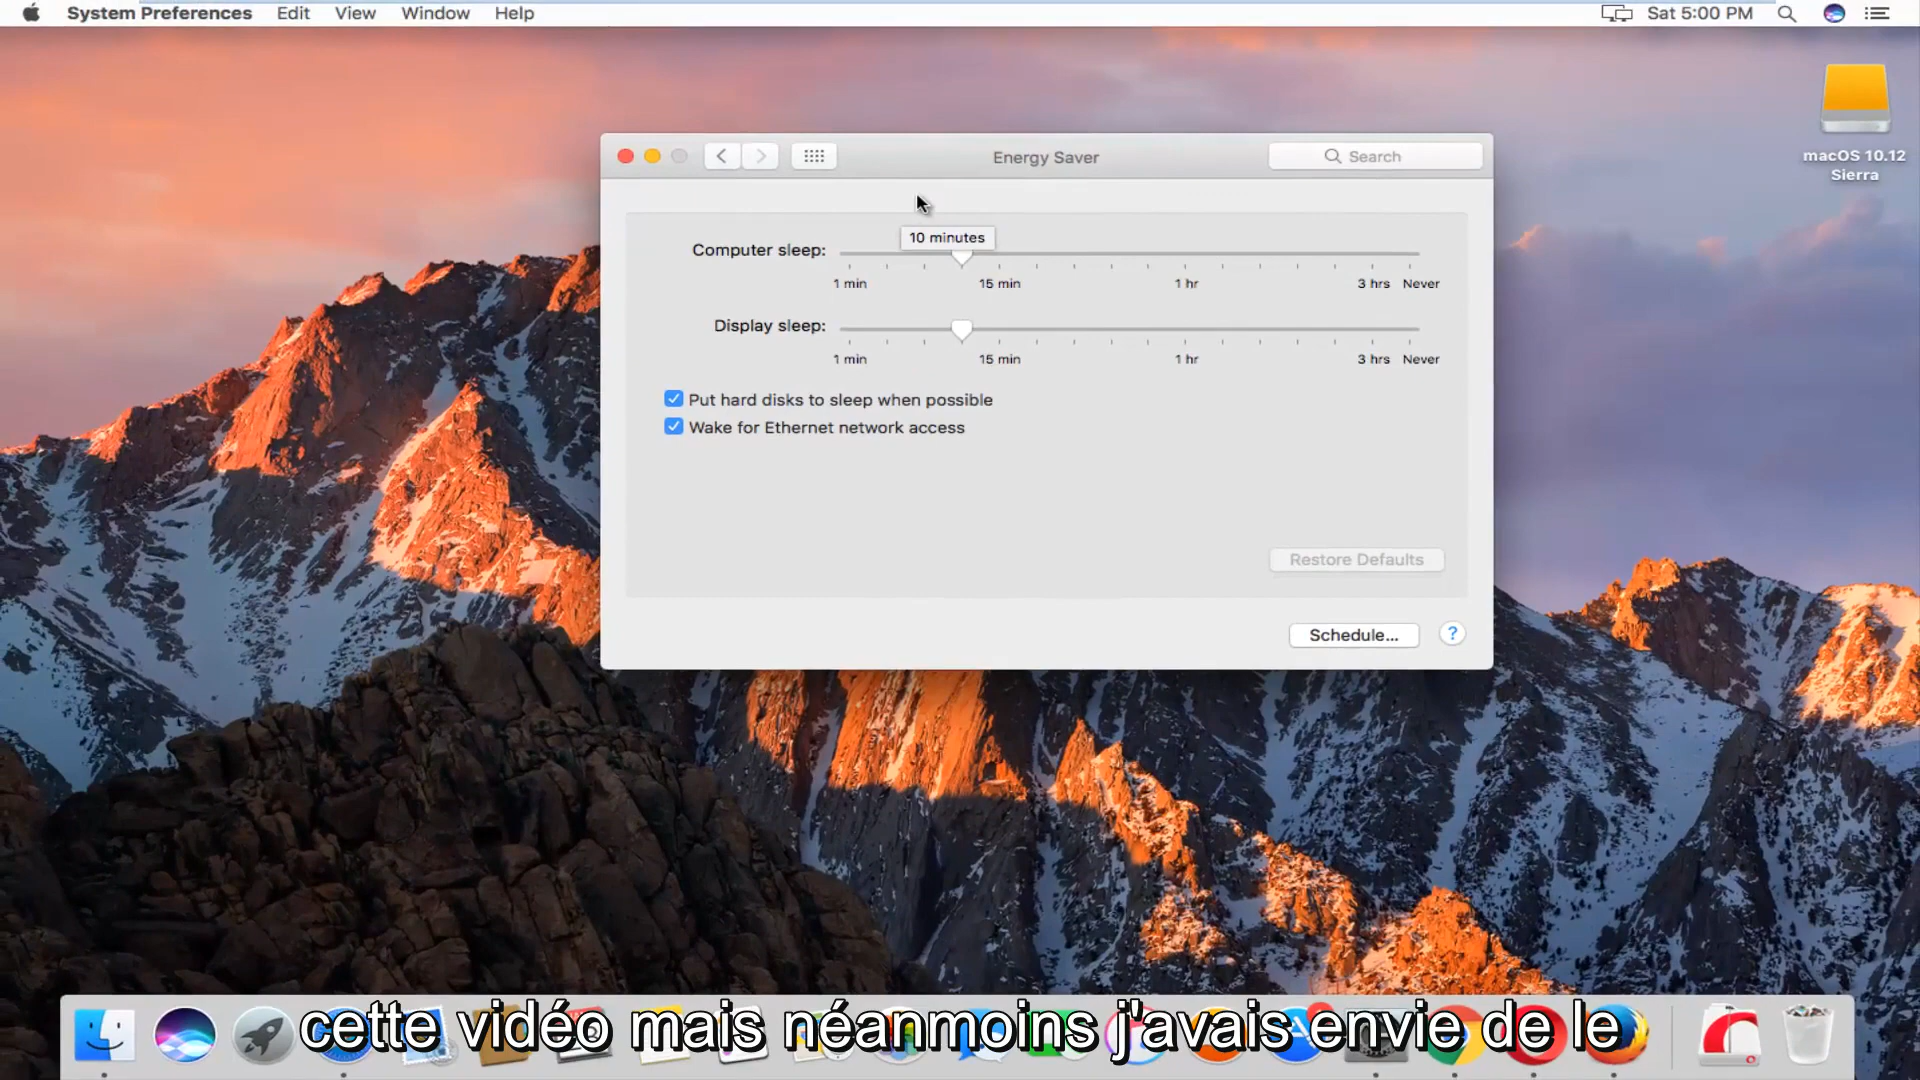 System Preferences Edit View Window Help Sat 5:00 PM
macOS 10.12
Sierra
Energy Saver Search
10 minutes
Computer sleep:
1 min 15 min 1 hr 3 hrs Never
Display sleep:
1 min 15 min 1 hr 3 hrs Never
Put hard disks to sleep when possible
Wake for Ethernet network access
Restore Defaults
Schedule... ?
cette vidéo mais néanmoins j'avais envie de le